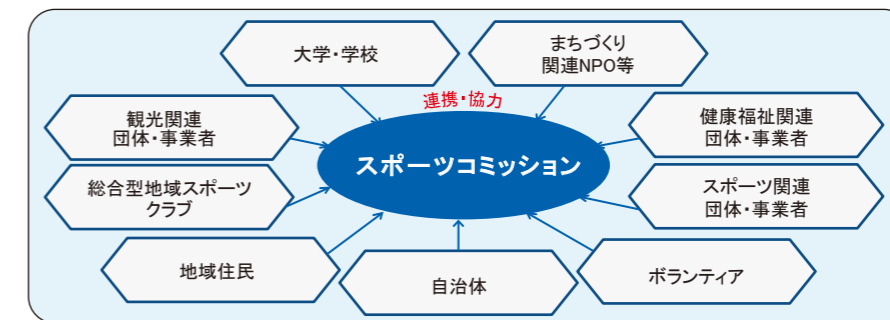 大学・学校
まちづくり
関連NPO等
連携・協力
観光関連
団体・事業者
健康福祉関連
団体・事業者
スポーツコミッション
総合型地域スポーツ
クラブ
スポーツ関連
団体・事業者
地域住民
自治体
ボランティア